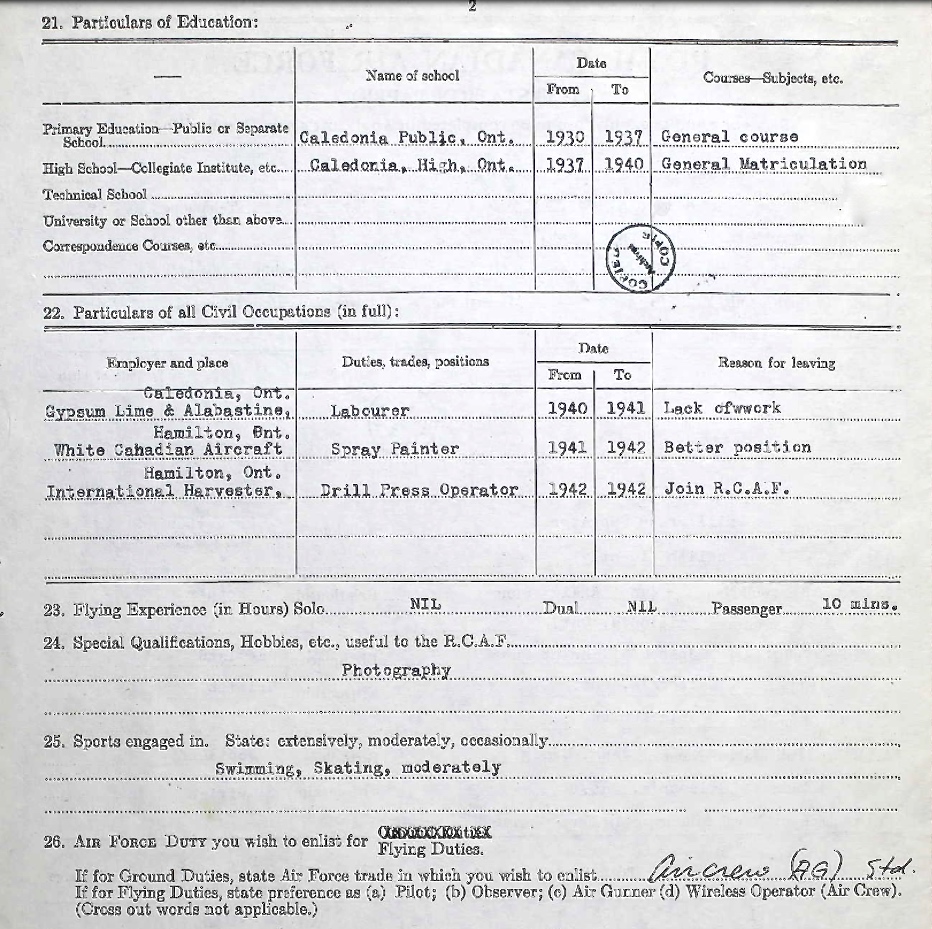 2
21. Particulars of Education:
Name of school
Date
From
To
Courses—Subjects, etc.
Primary Education—Public or Separate
School
Caledonia Public, Ont. 1930 1937 General course
High School—Collegiate Institute, etc. Caledonia, High, Ont. 1937 1940 General Matriculation
Technical School
University or School other than above
Correspondence Courses, etc.
COPIE
Archives
COPIE
22. Particulars of all Civil Occupations (in full):
Employer and place
Duties, trades, positions
Date
From
To
Reason for leaving
Caledonia, Ont.
Gypsum Lime & Alabastine, Labourer 1940 1941 Lack ofwwork
Hamilton, Ont.
White Canadian Aircraft Spray Painter 1941 1942 Better position
Hamilton, Ont.
International Harvester, Drill Press Operator 1942 1942 Join R.C.A.F.
23. Flying Experience (in Hours) Solo NIL Dual NIL Passenger 10 mins.
24. Special Qualifications, Hobbies, etc., useful to the R.C.A.F.
Photography
25. Sports engaged in. State: extensively, moderately, occasionally
Swimming, Skating, moderately
26. AIR FORCE DUTY you wish to enlist for
Flying Duties.
If for Ground Duties, state Air Force trade in which you wish to enlist Aircrew (AG) Std.
If for Flying Duties, state preference as (a) Pilot; (b) Observer; (c) Air Gunner (d) Wireless Operator (Air Crew).
(Cross out words not applicable.)